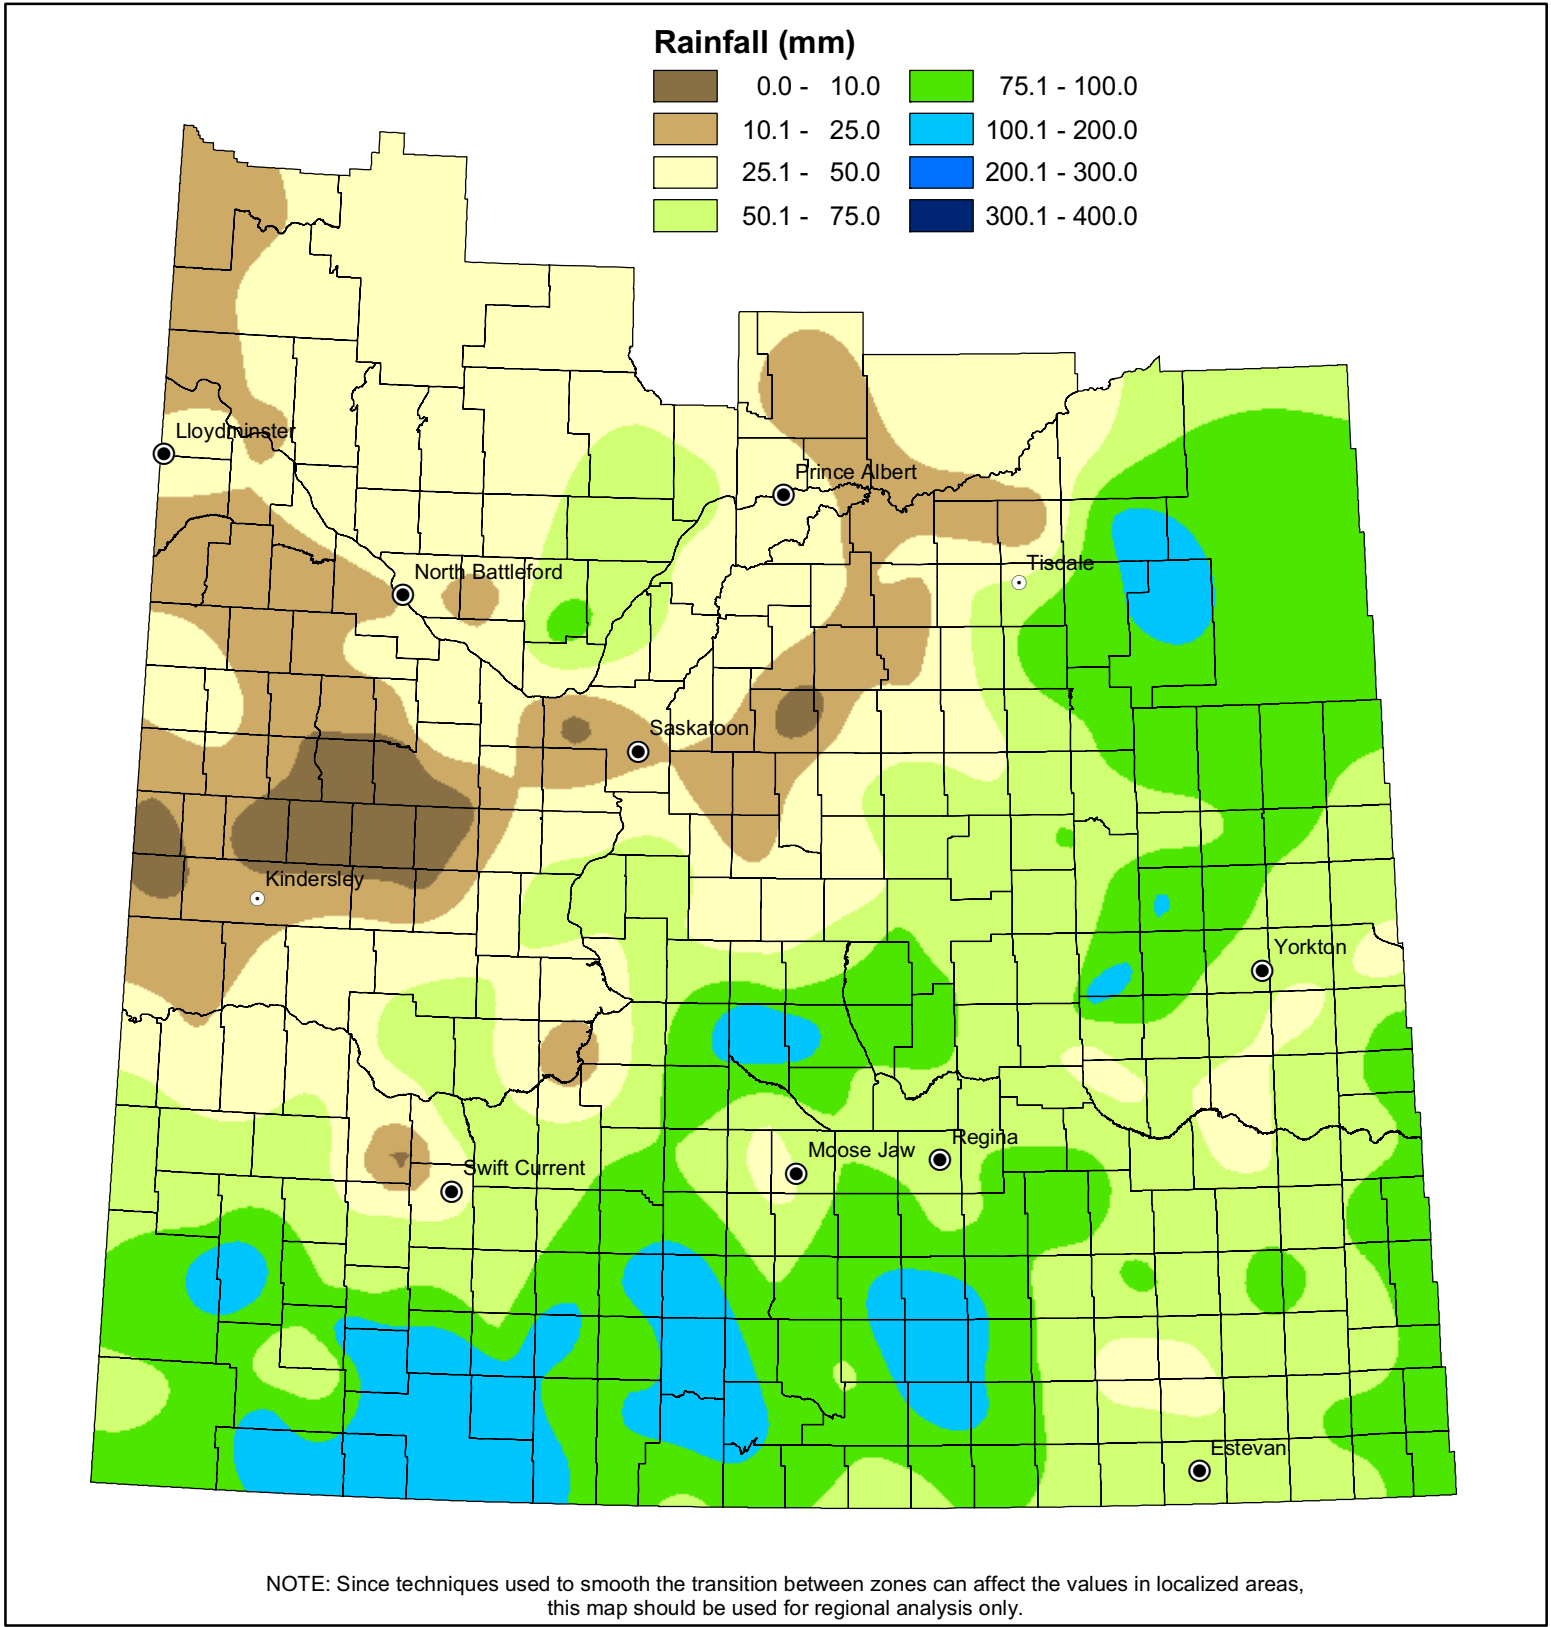 Rainfall (mm)
0.0 - 10.0 75.1 - 100.0
10.1 - 25.0 100.1 - 200.0
25.1 - 50.0 200.1 - 300.0
50.1 - 75.0 300.1 - 400.0
Lloydminster
Prince Albert
Tisdale
North Battleford
Saskatoon
Kindersley
Yorkton
Regina
Moose Jaw
Swift Current
Estevan
NOTE: Since techniques used to smooth the transition between zones can affect the values in localized areas,
this map should be used for regional analysis only.